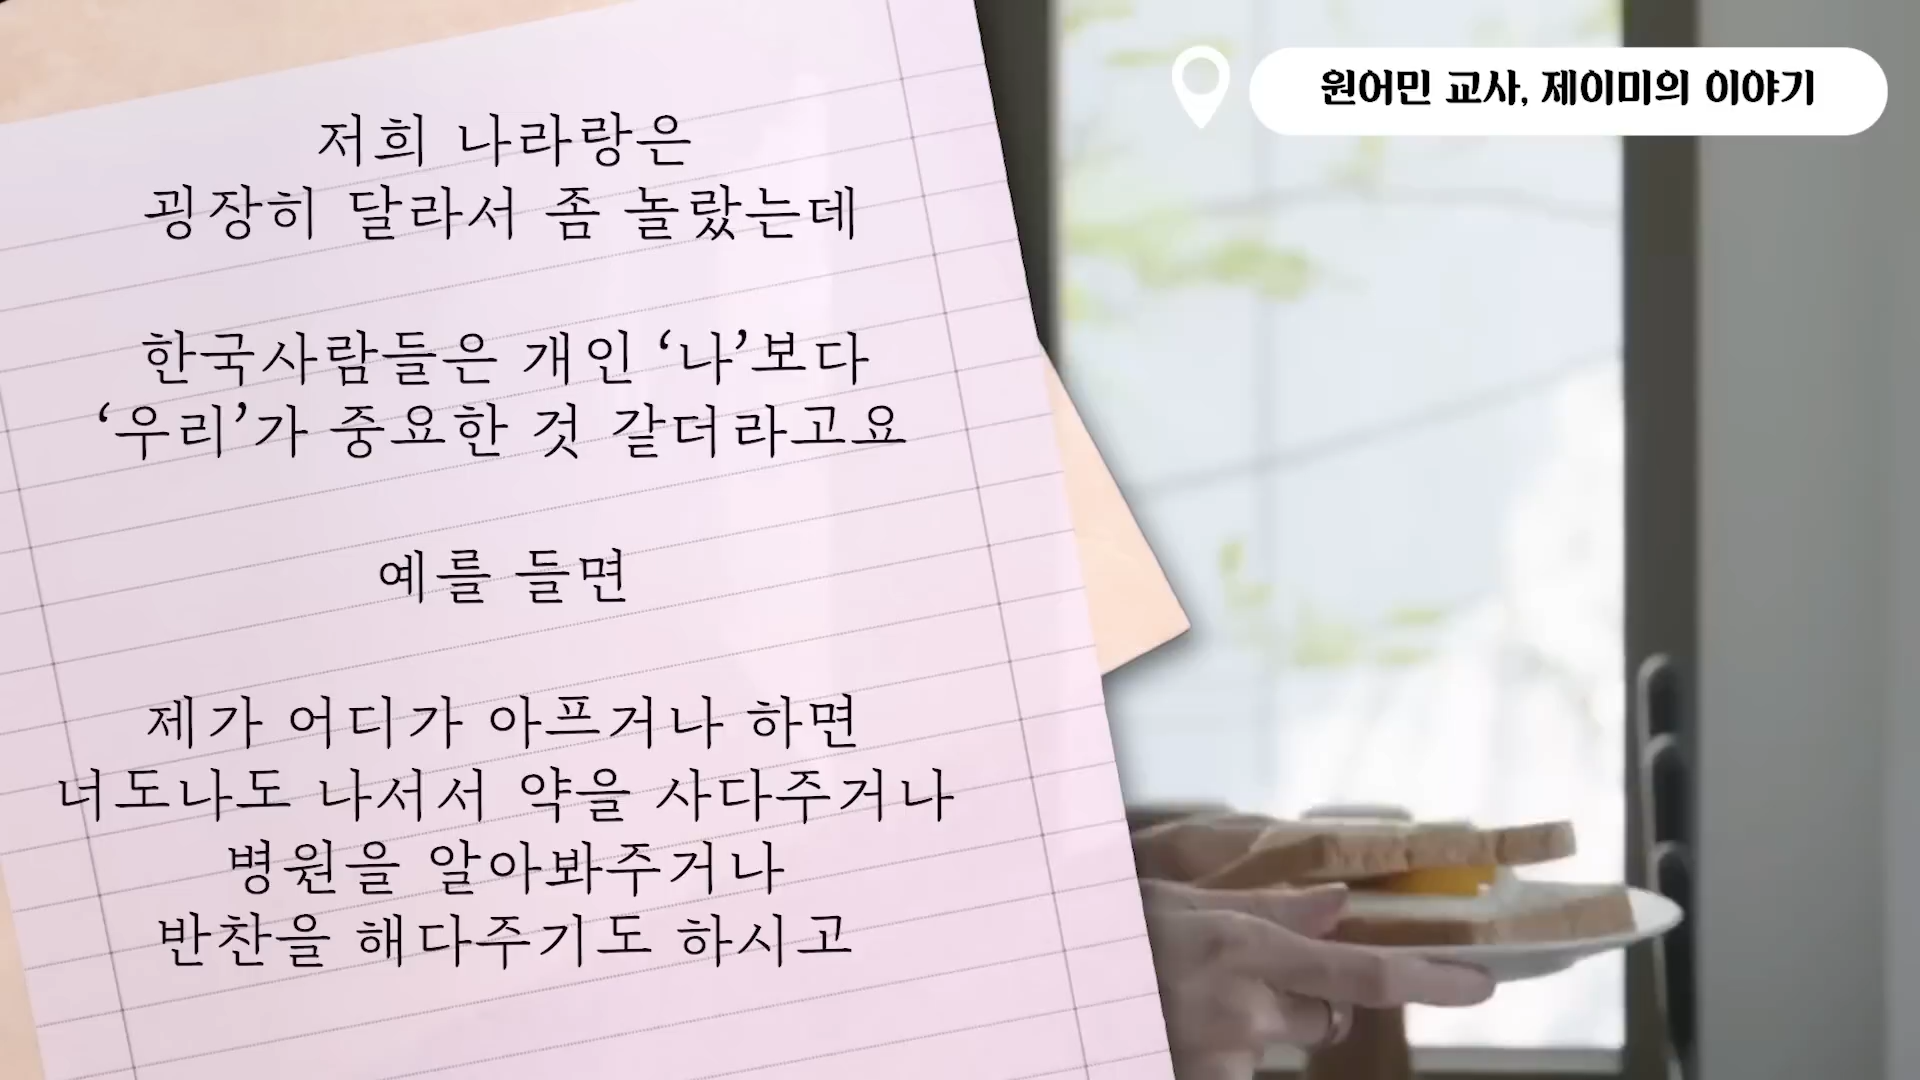 원어민 교사, 제이미의 이야기
저희 나라랑은
굉장히 달라서 좀 놀랐는데
한국사람들은 개인 ‘나’보다
‘우리’가 중요한 것 같더라고요
예를 들면
제가 어디가 아프거나 하면
너도나도 나서서 약을 사다주거나
병원을 알아봐주거나
반찬을 해다주기도 하시고